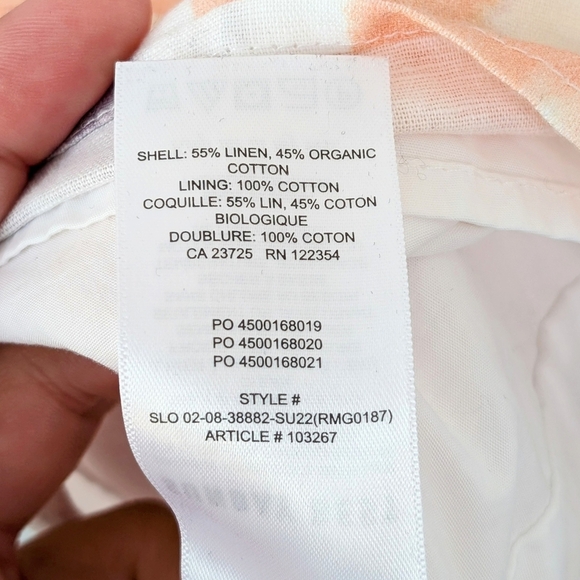 SHELL: 55% LINEN, 45% ORGANIC
COTTON
LINING: 100% COTTON
COQUILLE: 55% LIN, 45% COTON
BIOLOGIQUE
DOUBLURE: 100% COTON
CA 23725 RN 122354
PO 4500168019
PO 4500168020
PO 4500168021
STYLE #
SLO 02-08-38882-SU22(RMG0187)
ARTICLE # 103267